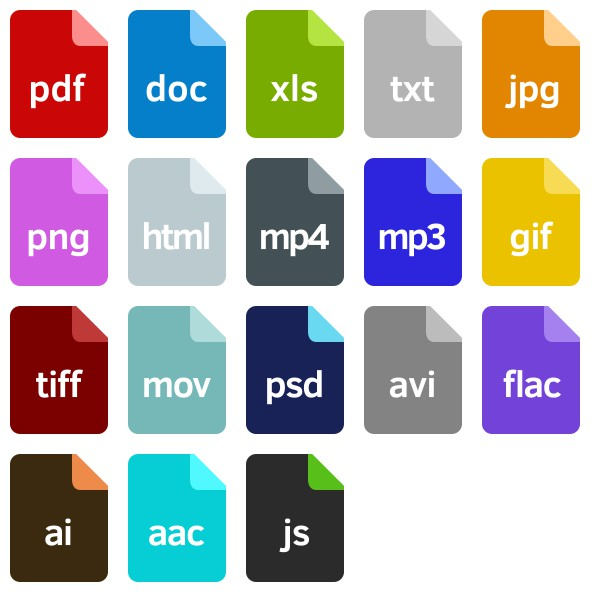 pdf doc xls txt jpg
png html mp4 mp3 gif
tiff mov psd avi flac
ai aac js